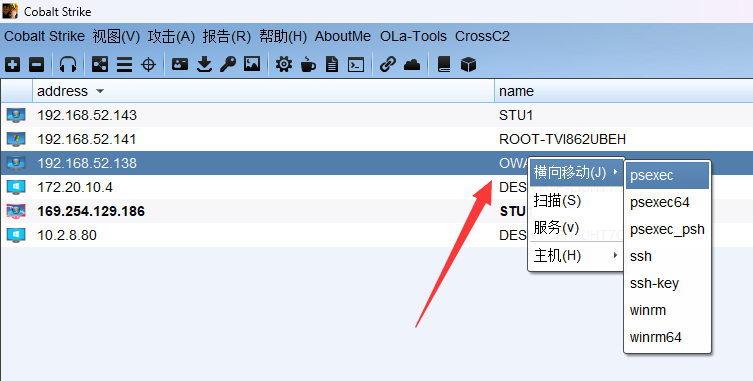 Cobalt Strike
Cobalt Strike 视图(V) 攻击(A) 报告(R) 帮助(H) AboutMe OLa-Tools CrossC2
address name
192.168.52.143 STU1
192.168.52.141 ROOT-TVI862UBEH
192.168.52.138 OWA
172.20.10.4 DES
169.254.129.186 STU
10.2.8.80 DES
横向移动(J)
扫描(S)
服务(v)
主机(H)
psexec
psexec64
psexec_psh
ssh
ssh-key
winrm
winrm64